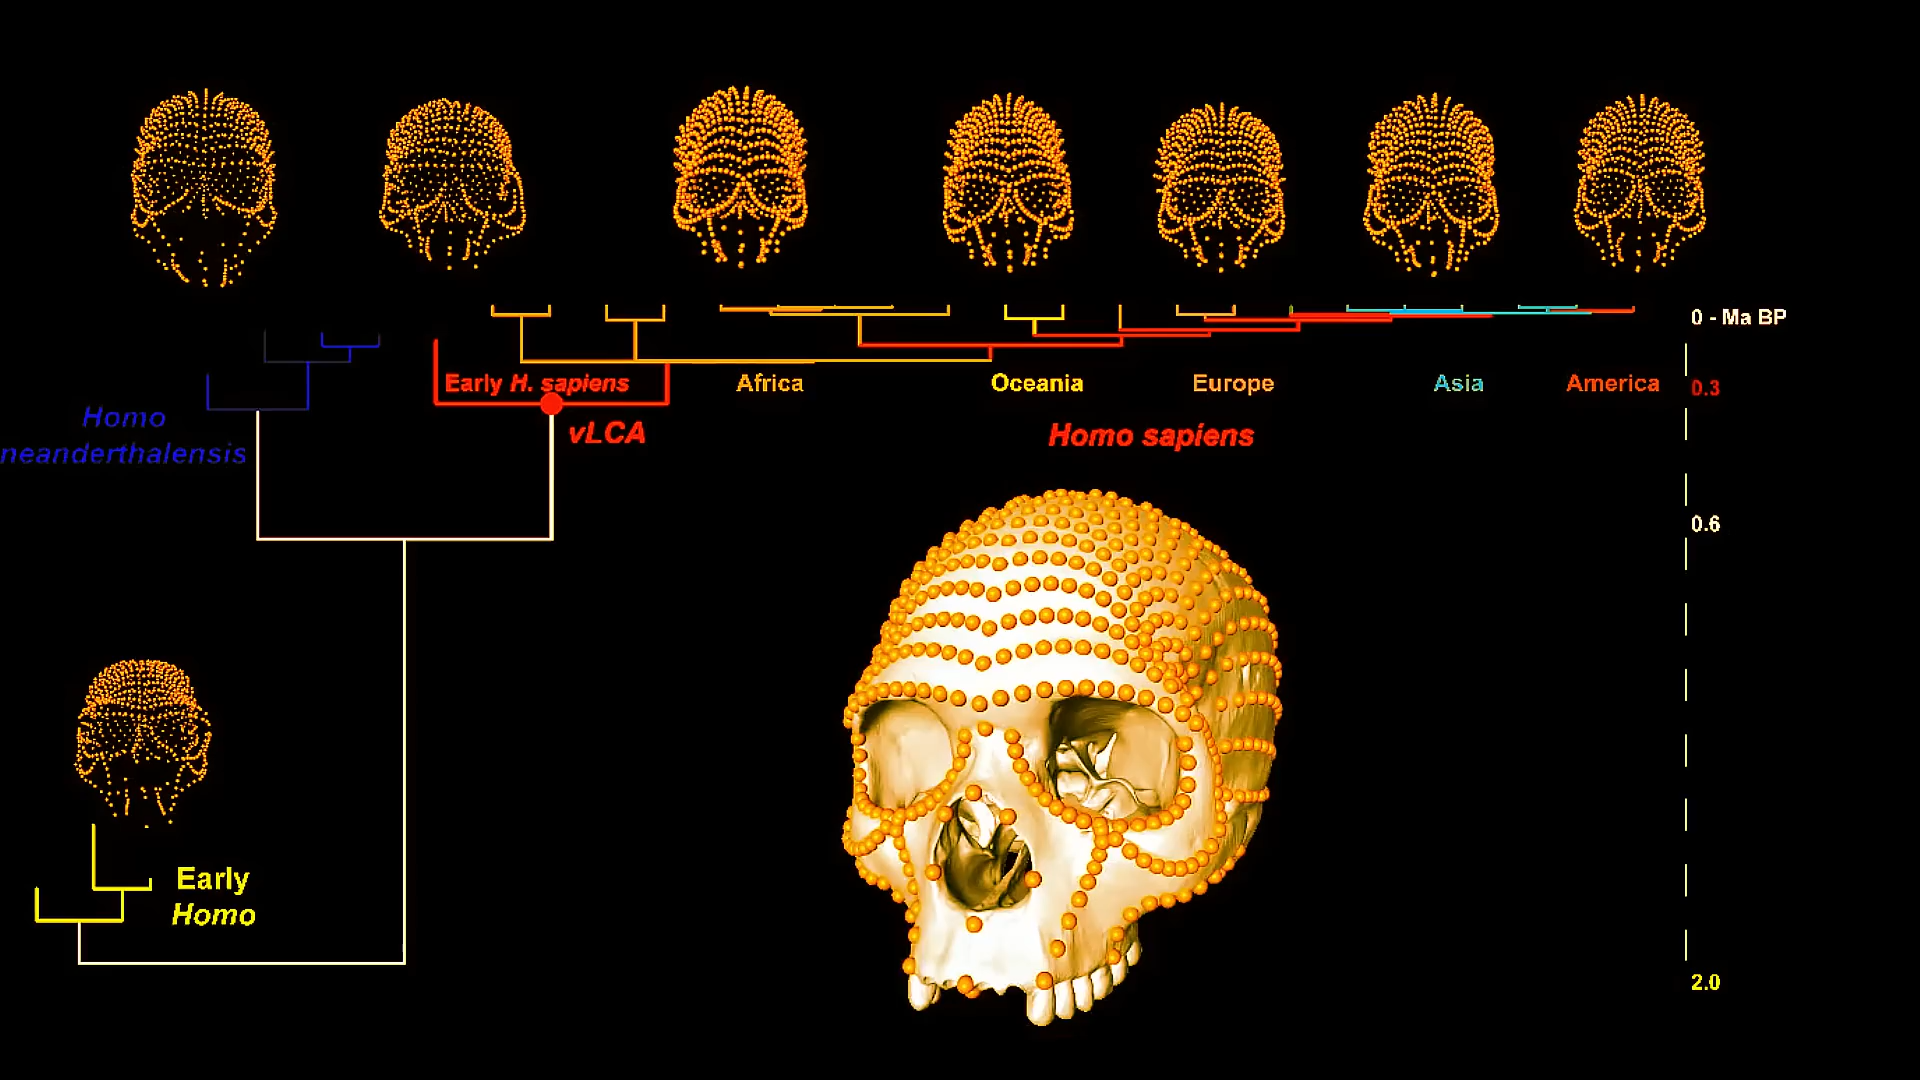 0 - Ma BP
Early H. sapiens
Africa
Oceania
Europe
Asia
America
0.3
Homo
neanderthalensis
vLCA
Homo sapiens
0.6
Early
Homo
2.0